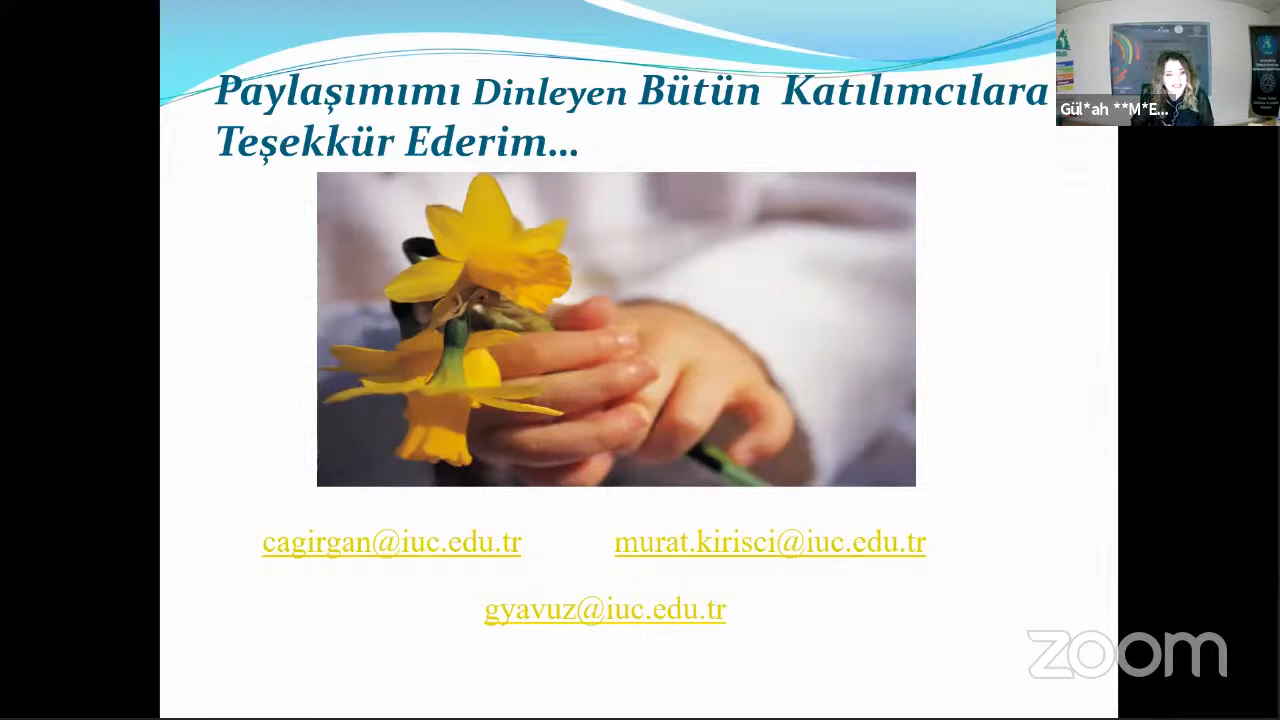 Paylaşımımı Dinleyen Bütün Katılımcılara
Teşekkür Ederim...
Gül*ah **M*E...
cagirgan@iuc.edu.tr
murat.kirisci@iuc.edu.tr
gyavuz@iuc.edu.tr
zoom